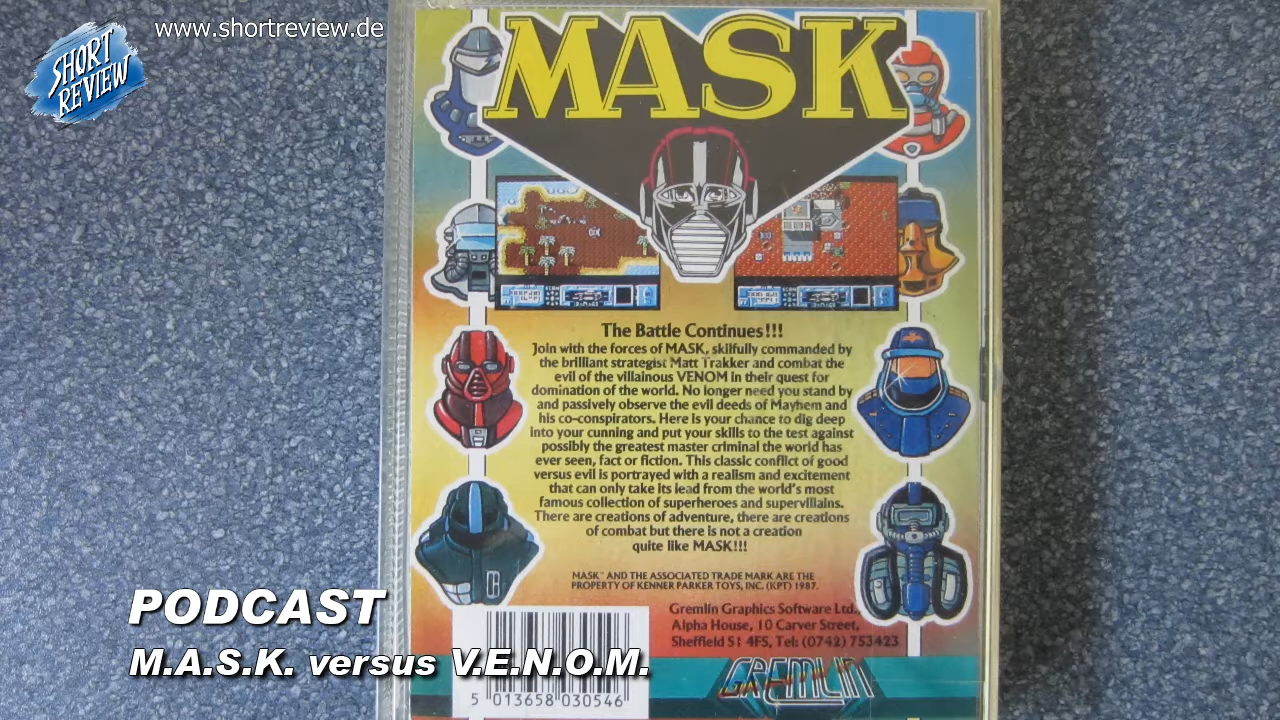 www.shortreview.de
SHORT
REVIEW
MASK
The Battle Continues!!!
Join with the forces of MASK, skilfully commanded by
the brilliant strategist Matt Trakker and combat the
evil of the villainous VENOM in their quest for
domination of the world. No longer need you stand by
and passively observe the evil deeds of Mayhem and
his co-conspirators. Here is your chance to dig deep
into your cunning and put your skills to the test against
possibly the greatest master criminal the world has
ever seen, fact or fiction. This classic conflict of good
versus evil is portrayed with a realism and excitement
that can only take its lead from the world's most
famous collection of superheroes and supervillains.
There are creations of adventure, there are creations
of combat but there is not a creation
quite like MASK!!!
MASK™ AND THE ASSOCIATED TRADE MARK ARE THE
PROPERTY OF KENNER PARKER TOYS, INC. (KPT) 1987.
Gremlin Graphics Software Ltd.,
Alpha House, 10 Carver Street,
Sheffield S1 4FS, Tel: (0742) 753423
GREMLIN
5 013658 030546
PODCAST
M.A.S.K. versus V.E.N.O.M.